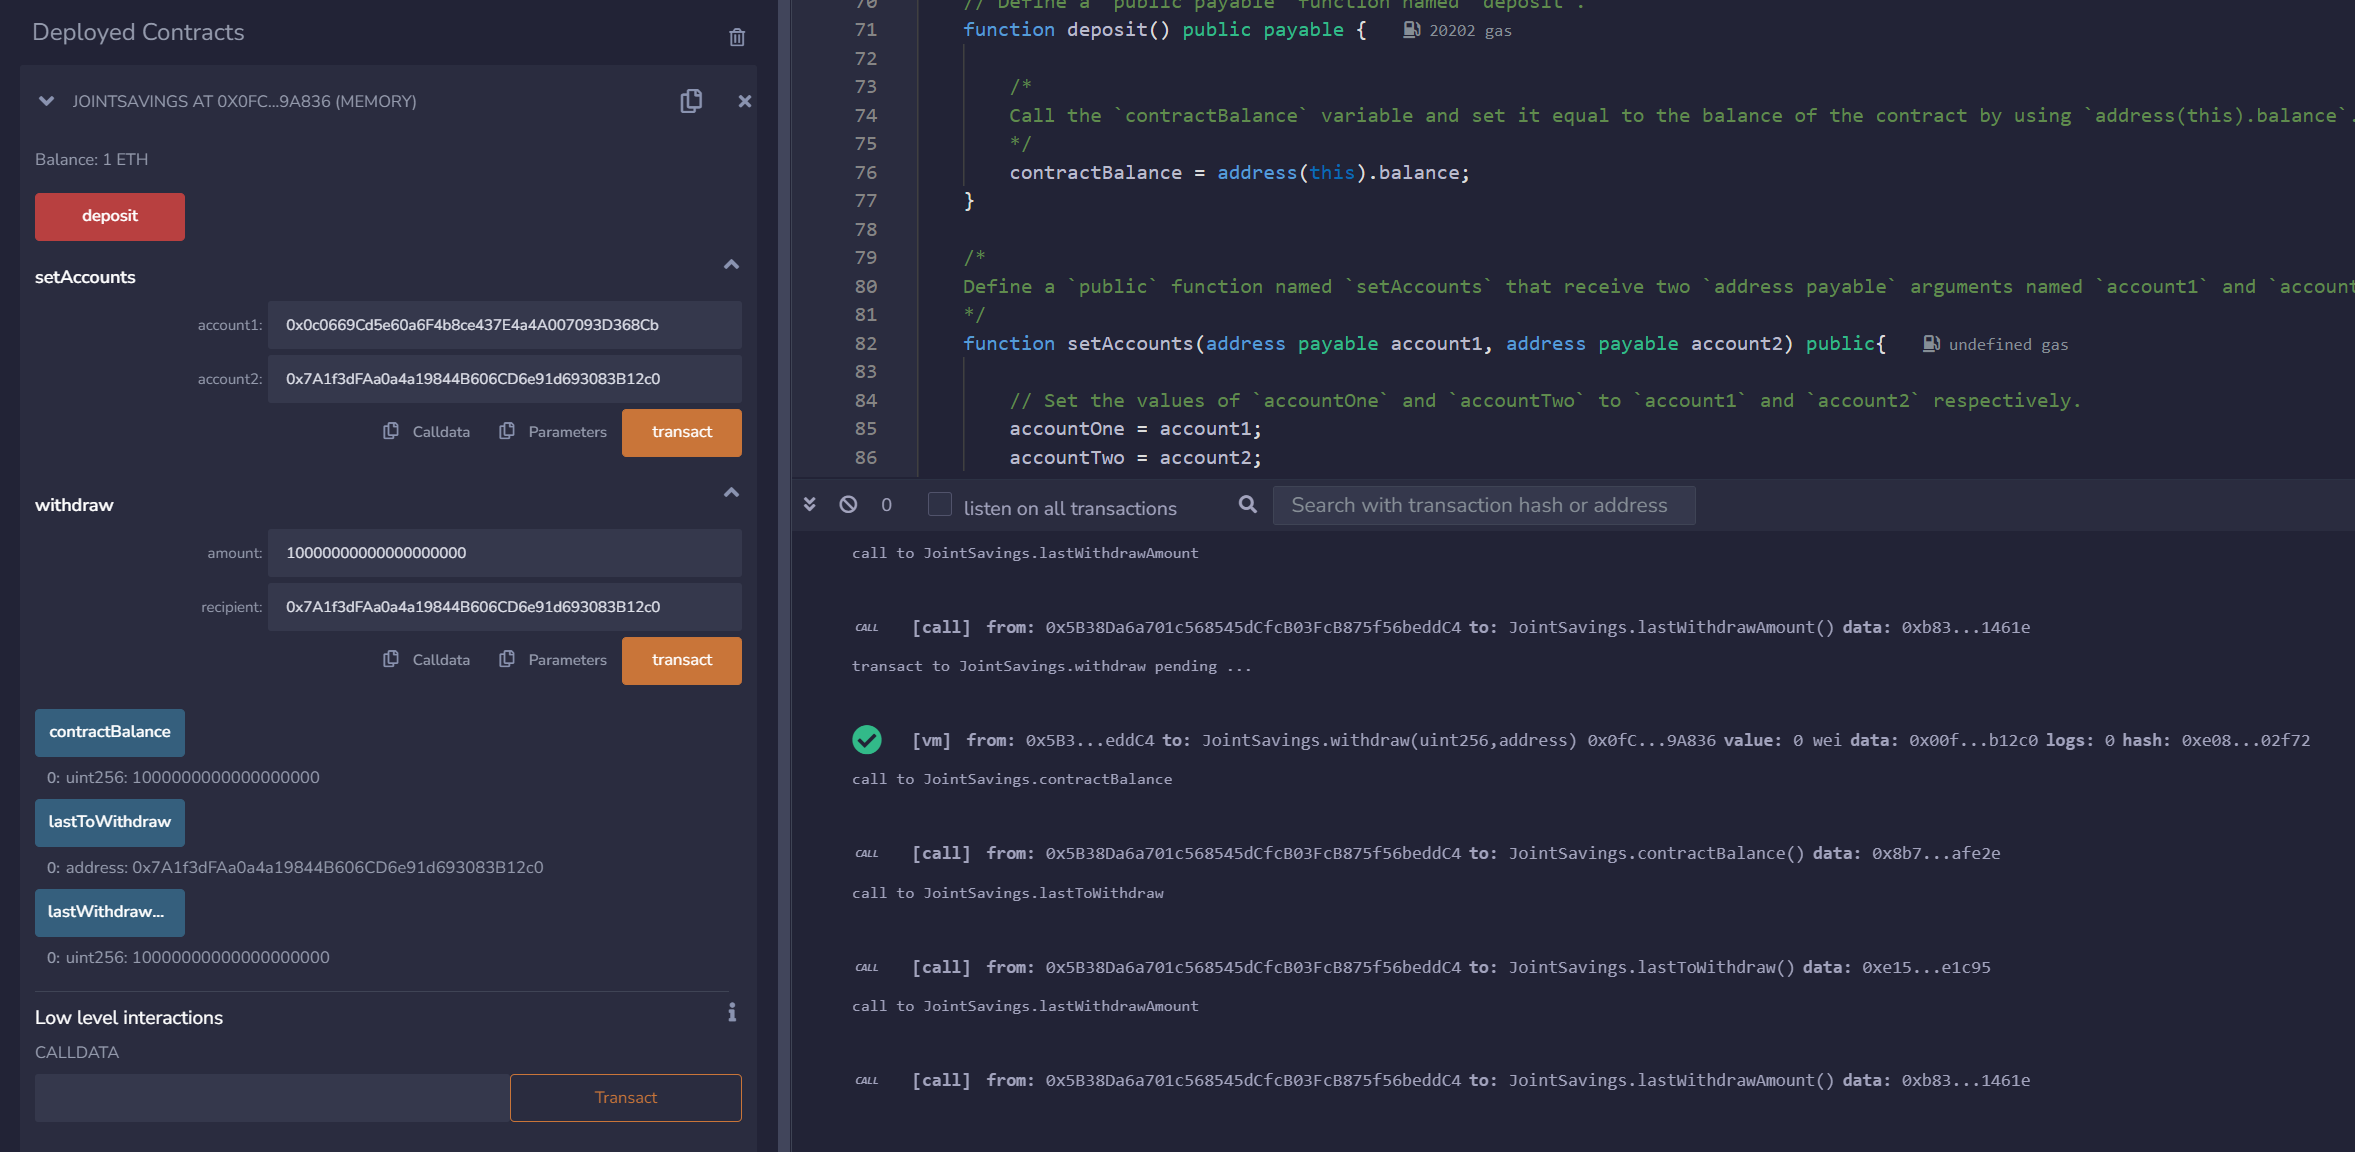 Deployed Contracts
JOINTSAVINGS AT 0X0FC...9A836 (MEMORY)
Balance: 1 ETH
deposit
setAccounts
account1: 0x0c0669Cd5e60a6F4b8ce437E4a4A007093D368Cb
account2: 0x7A1f3dFAa0a4a19844B606CD6e91d693083B12c0
Calldata Parameters transact
withdraw
amount: 10000000000000000000
recipient: 0x7A1f3dFAa0a4a19844B606CD6e91d693083B12c0
Calldata Parameters transact
contractBalance
0: uint256: 1000000000000000000
lastToWithdraw
0: address: 0x7A1f3dFAa0a4a19844B606CD6e91d693083B12c0
lastWithdraw...
0: uint256: 10000000000000000000
Low level interactions
i
CALLDATA
Transact
70 // Define a `public payable` function named `deposit`.
71 function deposit() public payable { 20202 gas
72
73 /*
74 Call the `contractBalance` variable and set it equal to the balance of the contract by using `address(this).balance`.
75 */
76 contractBalance = address(this).balance;
77 }
78
79 /*
80 Define a `public` function named `setAccounts` that receive two `address payable` arguments named `account1` and `account
81 */
82 function setAccounts(address payable account1, address payable account2) public{ undefined gas
83
84 // Set the values of `accountOne` and `accountTwo` to `account1` and `account2` respectively.
85 accountOne = account1;
86 accountTwo = account2;
0 listen on all transactions Search with transaction hash or address
call to JointSavings.lastWithdrawAmount
CALL [call] from: 0x5B38Da6a701c568545dCfcB03FcB875f56beddC4 to: JointSavings.lastWithdrawAmount() data: 0xb83...1461e
transact to JointSavings.withdraw pending ...
[vm] from: 0x5B3...eddC4 to: JointSavings.withdraw(uint256,address) 0x0fC...9A836 value: 0 wei data: 0x00f...b12c0 logs: 0 hash: 0xe08...02f72
call to JointSavings.contractBalance
CALL [call] from: 0x5B38Da6a701c568545dCfcB03FcB875f56beddC4 to: JointSavings.contractBalance() data: 0x8b7...afe2e
call to JointSavings.lastToWithdraw
CALL [call] from: 0x5B38Da6a701c568545dCfcB03FcB875f56beddC4 to: JointSavings.lastToWithdraw() data: 0xe15...e1c95
call to JointSavings.lastWithdrawAmount
CALL [call] from: 0x5B38Da6a701c568545dCfcB03FcB875f56beddC4 to: JointSavings.lastWithdrawAmount() data: 0xb83...1461e